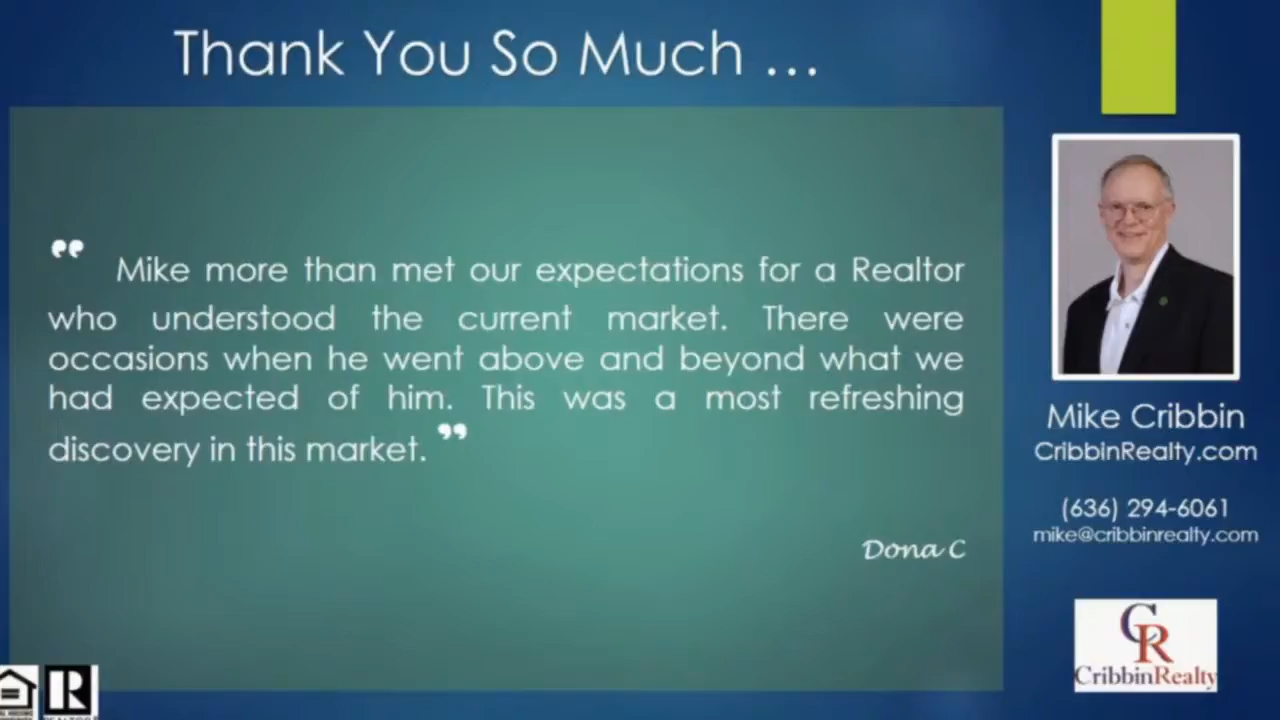 Thank You So Much ...
“ Mike more than met our expectations for a Realtor
who understood the current market. There were
occasions when he went above and beyond what we
had expected of him. This was a most refreshing
discovery in this market. ”
Dona C
Mike Cribbin
CribbinRealty.com
(636) 294-6061
mike@cribbinrealty.com
CR
CribbinRealty
R